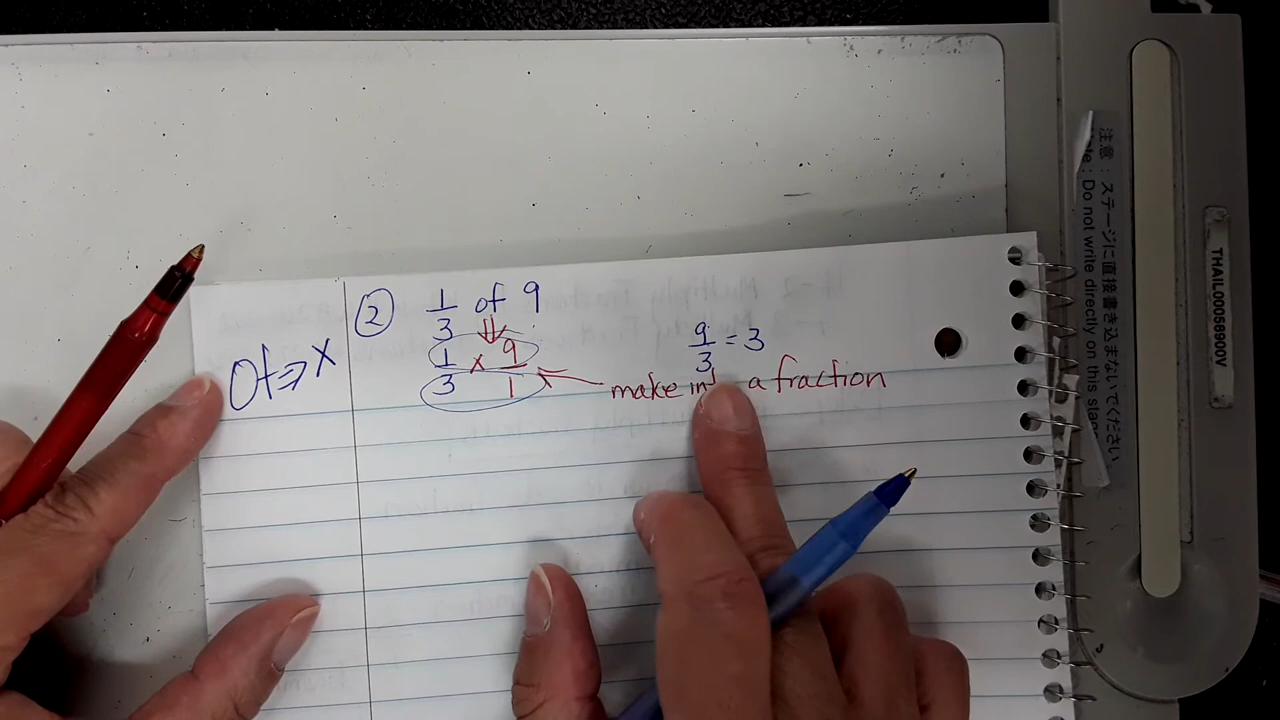 ② 1/3 of 9
Of ⇒ x
1/3 x 9/1
9/3 = 3
make a fraction
注意：ステージに直接書き込まないでください
Note : Do not write directly on this stage.
THAIL00058900V